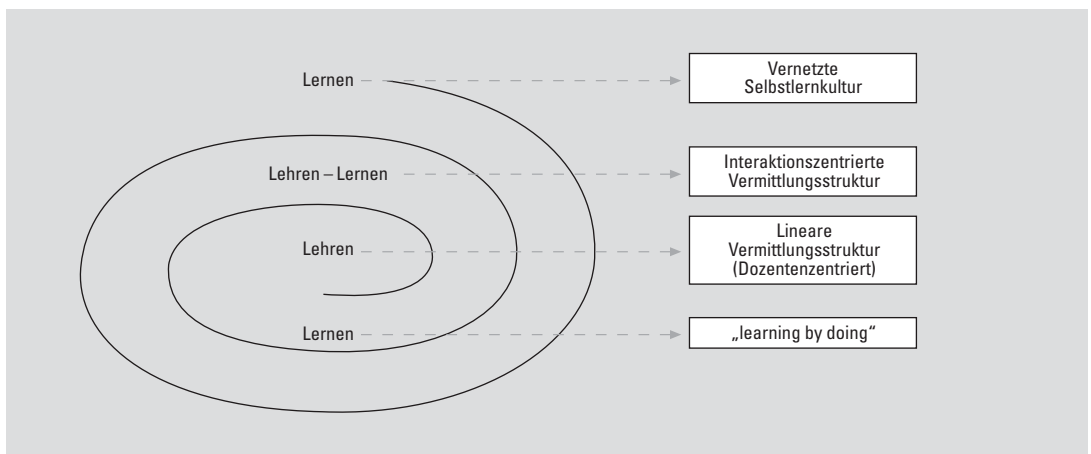 Lernen
Vernetzte
Selbstlernkultur
Lehren – Lernen
Interaktionszentrierte
Vermittlungsstruktur
Lehren
Lineare
Vermittlungsstruktur
(Dozentenzentriert)
Lernen
„learning by doing“